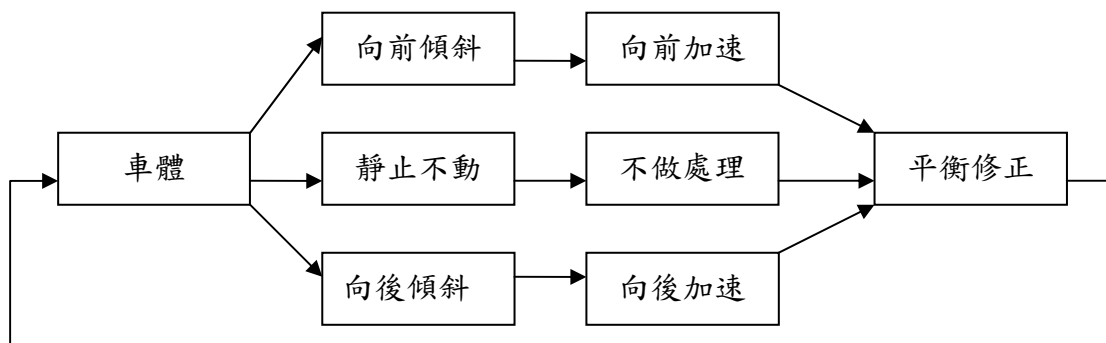 向前傾斜
向前加速
車體
靜止不動
不做處理
平衡修正
向後傾斜
向後加速